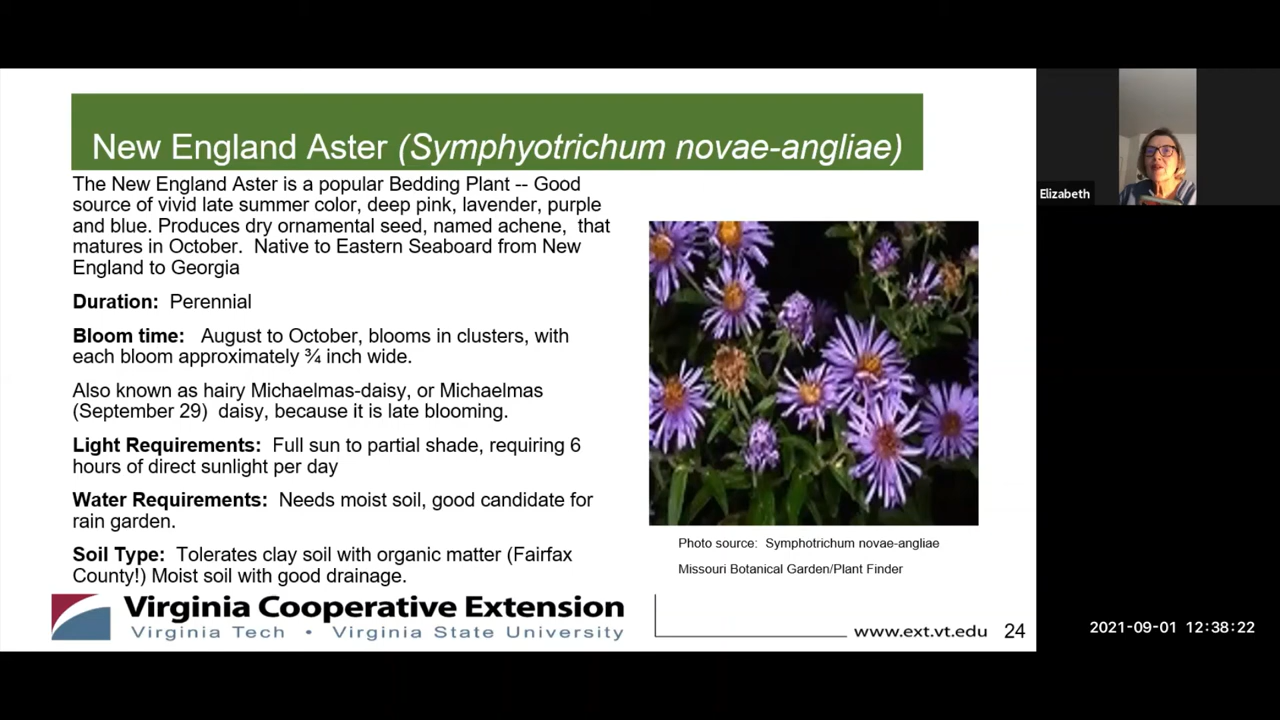 New England Aster (Symphyotrichum novae-angliae)
The New England Aster is a popular Bedding Plant -- Good
source of vivid late summer color, deep pink, lavender, purple
and blue. Produces dry ornamental seed, named achene, that
matures in October. Native to Eastern Seaboard from New
England to Georgia
Duration: Perennial
Bloom time: August to October, blooms in clusters, with
each bloom approximately ¾ inch wide.
Also known as hairy Michaelmas-daisy, or Michaelmas
(September 29) daisy, because it is late blooming.
Light Requirements: Full sun to partial shade, requiring 6
hours of direct sunlight per day
Water Requirements: Needs moist soil, good candidate for
rain garden.
Soil Type: Tolerates clay soil with organic matter (Fairfax
County!) Moist soil with good drainage.
Photo source: Symphotrichum novae-angliae
Missouri Botanical Garden/Plant Finder
Virginia Cooperative Extension
Virginia Tech • Virginia State University
www.ext.vt.edu 24
Elizabeth
2021-09-01 12:38:22